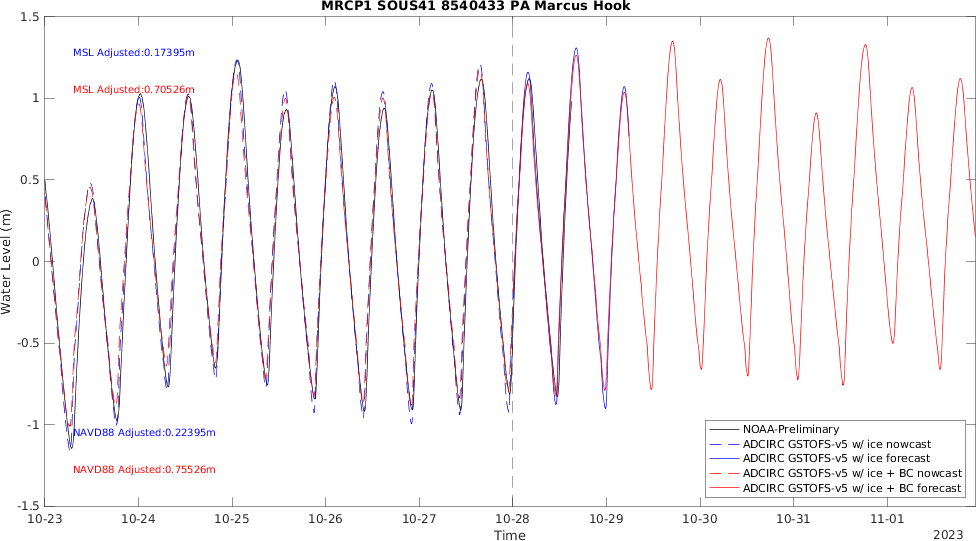 MRCP1 SOUS41 8540433 PA Marcus Hook
1.5
MSL Adjusted:0.17395m
MSL Adjusted:0.70526m
1
0.5
0
-0.5
-1
-1.5
Water Level (m)
NAVD88 Adjusted:0.22395m
NAVD88 Adjusted:0.75526m
NOAA-Preliminary
ADCIRC GSTOFS-v5 w/ ice nowcast
ADCIRC GSTOFS-v5 w/ ice forecast
ADCIRC GSTOFS-v5 w/ ice + BC nowcast
ADCIRC GSTOFS-v5 w/ ice + BC forecast
10-23 10-24 10-25 10-26 10-27 10-28 10-29 10-30 10-31 11-01
Time
2023